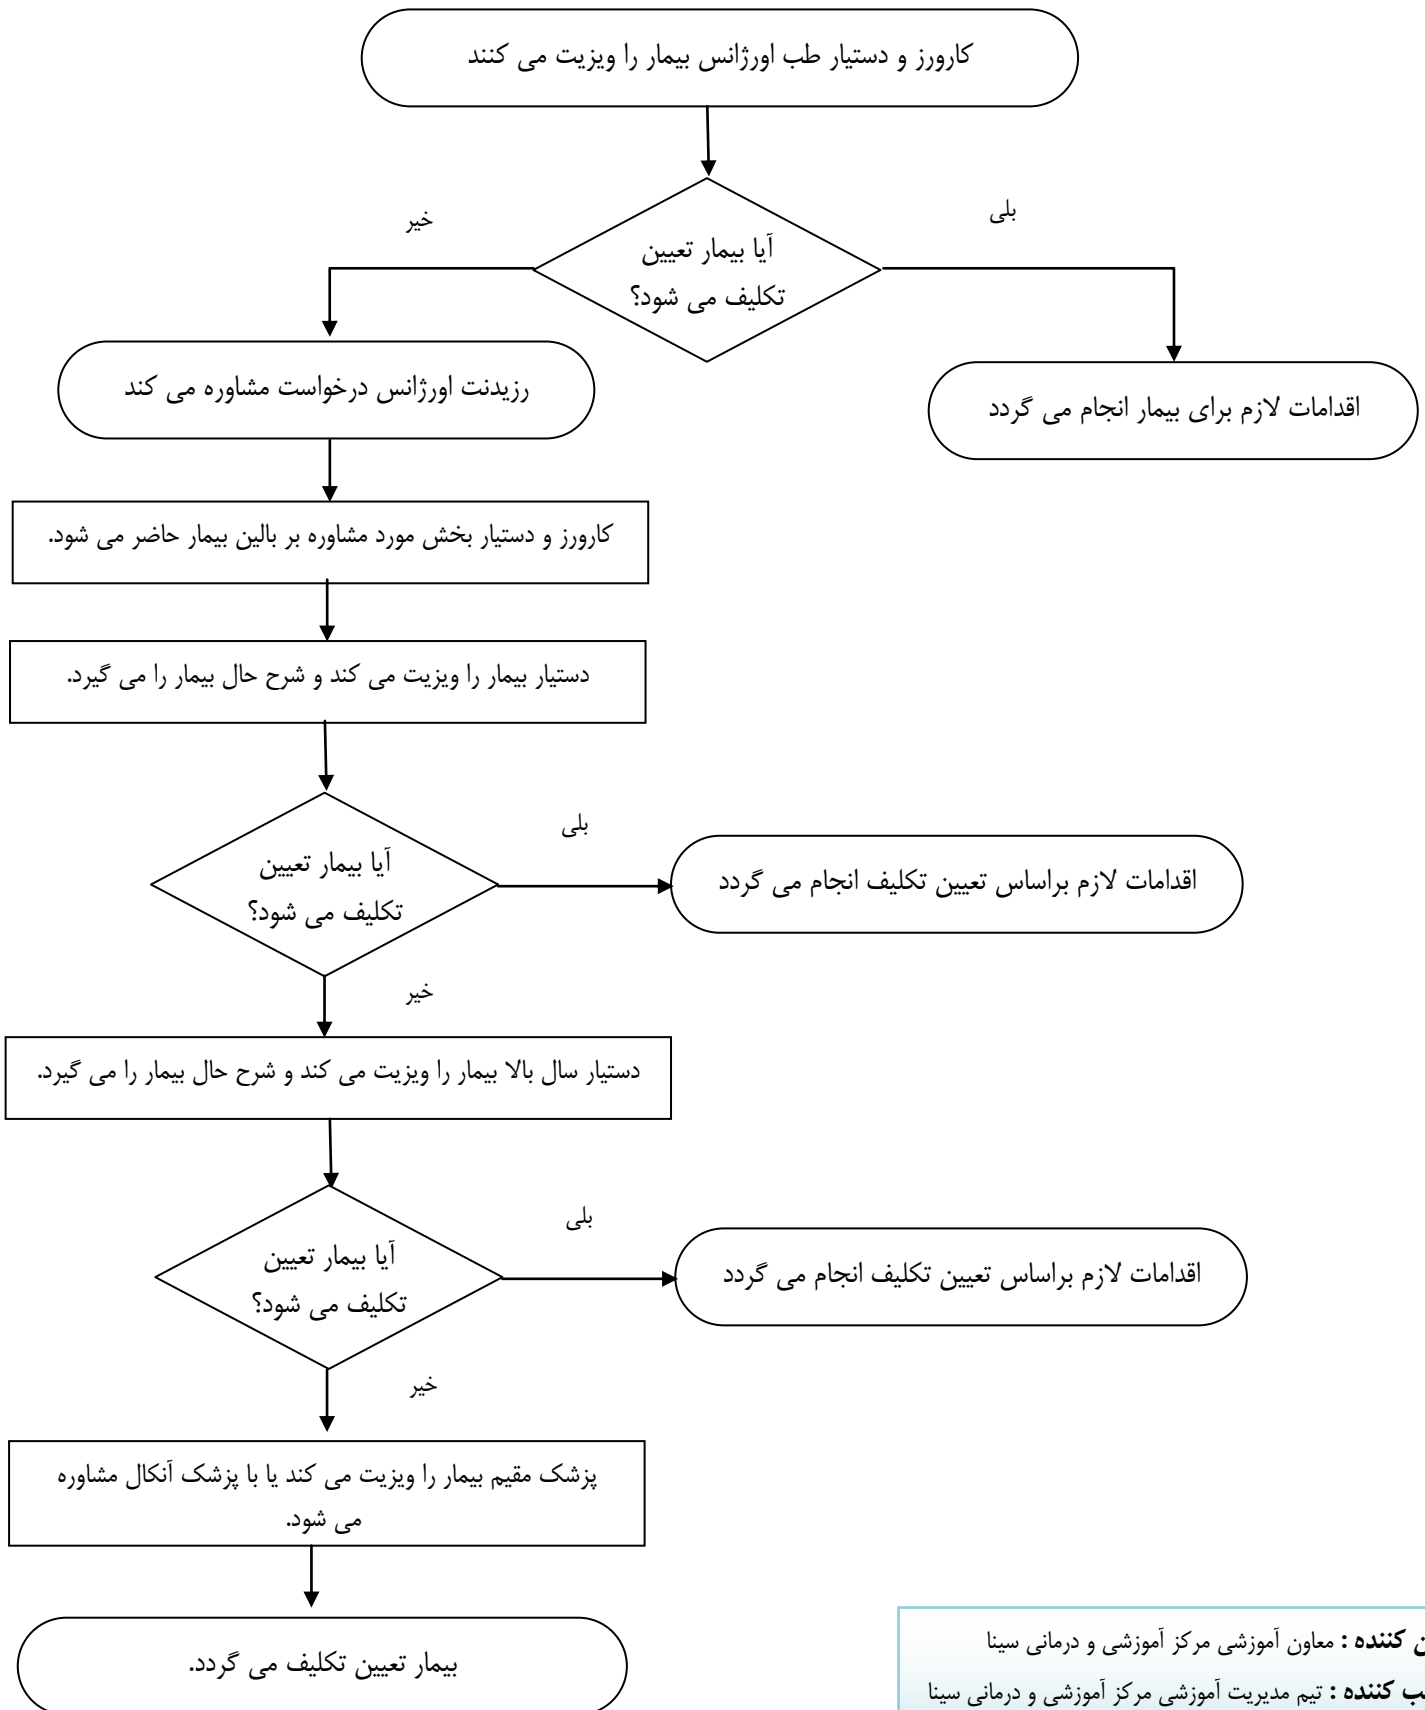 کارورز و دستیار طب اورژانس بیمار را ویزیت می کنند
بلی
خیر
آیا بیمار تعیین
تکلیف می شود؟
اقدامات لازم برای بیمار انجام می گردد
رزیدنت اورژانس درخواست مشاوره می کند
کارورز و دستیار بخش مورد مشاوره بر بالین بیمار حاضر می شود.
دستیار بیمار را ویزیت می کند و شرح حال بیمار را می گیرد.
آیا بیمار تعیین
تکلیف می شود؟
بلی
اقدامات لازم براساس تعیین تکلیف انجام می گردد
خیر
دستیار سال بالا بیمار را ویزیت می کند و شرح حال بیمار را می گیرد.
آیا بیمار تعیین
تکلیف می شود؟
بلی
اقدامات لازم براساس تعیین تکلیف انجام می گردد
خیر
پزشک مقیم بیمار را ویزیت می کند یا با پزشک آنکال مشاوره
می شود.
بیمار تعیین تکلیف می گردد.
کننده : معاون آموزشی مرکز آموزشی و درمانی سینا
کننده : تیم مدیریت آموزشی مرکز آموزشی و درمانی سینا